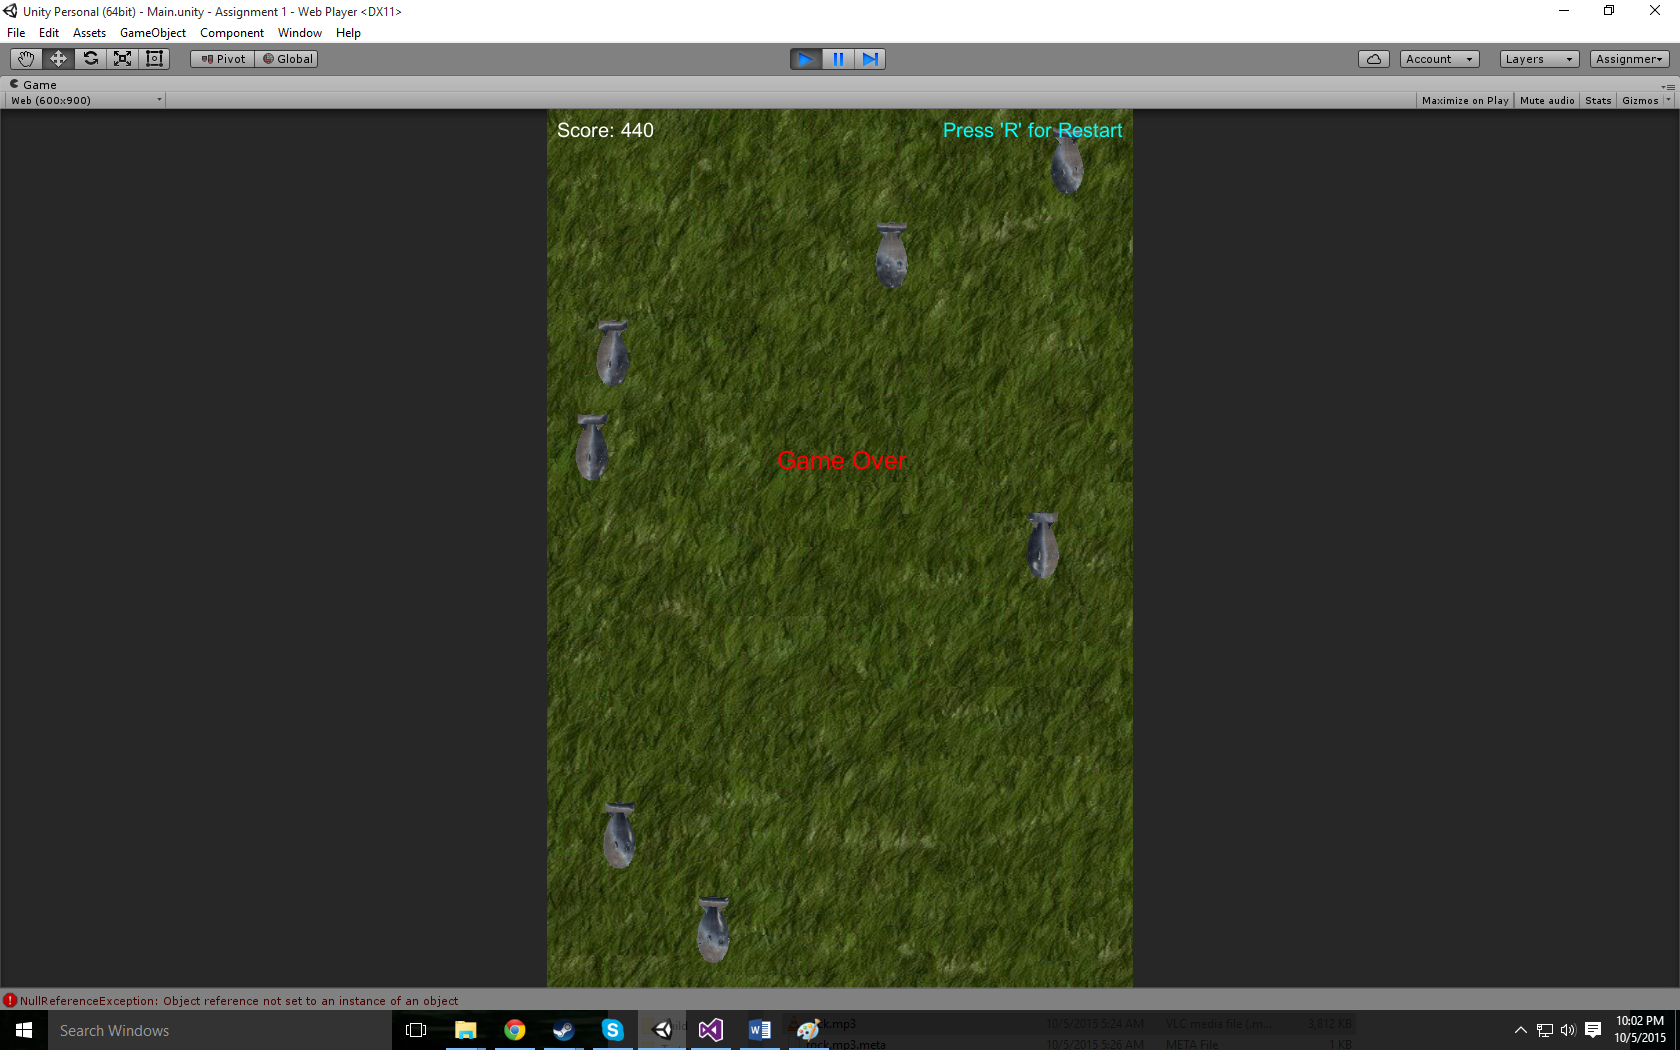 Unity Personal (64bit) - Main.unity - Assignment 1 - Web Player <DX11>
File Edit Assets GameObject Component Window Help
Pivot Global Account Layers Assignmer
Game
Web (600x900) Maximize on Play Mute audio Stats Gizmos
Score: 440 Press 'R' for Restart
Game Over
NullReferenceException: Object reference not set to an instance of an object
Search Windows
10/5/2015 5:24 AM VLC media file (.m... 3,812 KB
10:02 PM
ck.mp3.meta 10/5/2015 5:26 AM META File 1 KB
10/5/2015